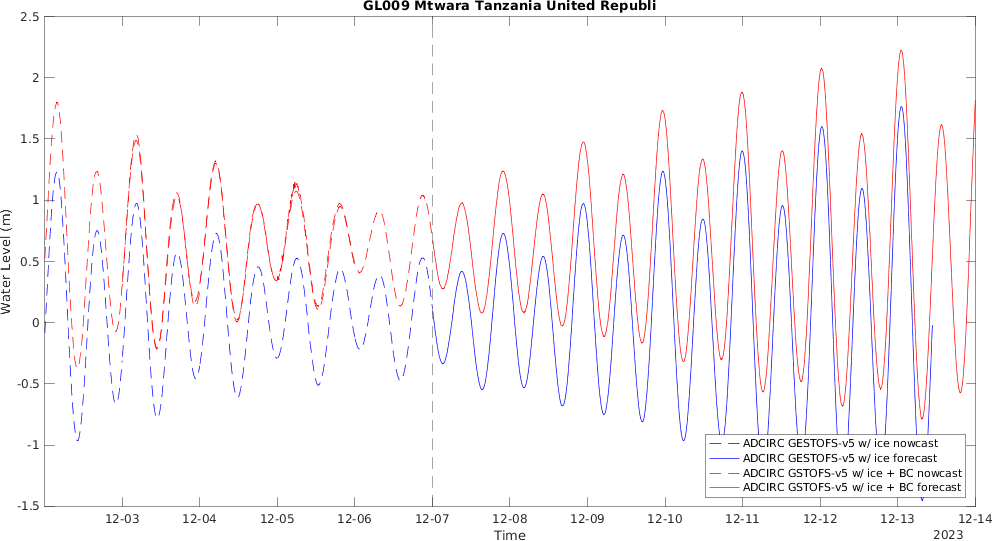 GL009 Mtwara Tanzania United Republi
2.5
2
1.5
1
0.5
0
-0.5
-1
-1.5
Water Level (m)
ADCIRC GESTOFS-v5 w/ ice nowcast
ADCIRC GESTOFS-v5 w/ ice forecast
ADCIRC GSTOFS-v5 w/ ice + BC nowcast
ADCIRC GSTOFS-v5 w/ ice + BC forecast
12-03 12-04 12-05 12-06 12-07 12-08 12-09 12-10 12-11 12-12 12-13 12-14
Time
2023